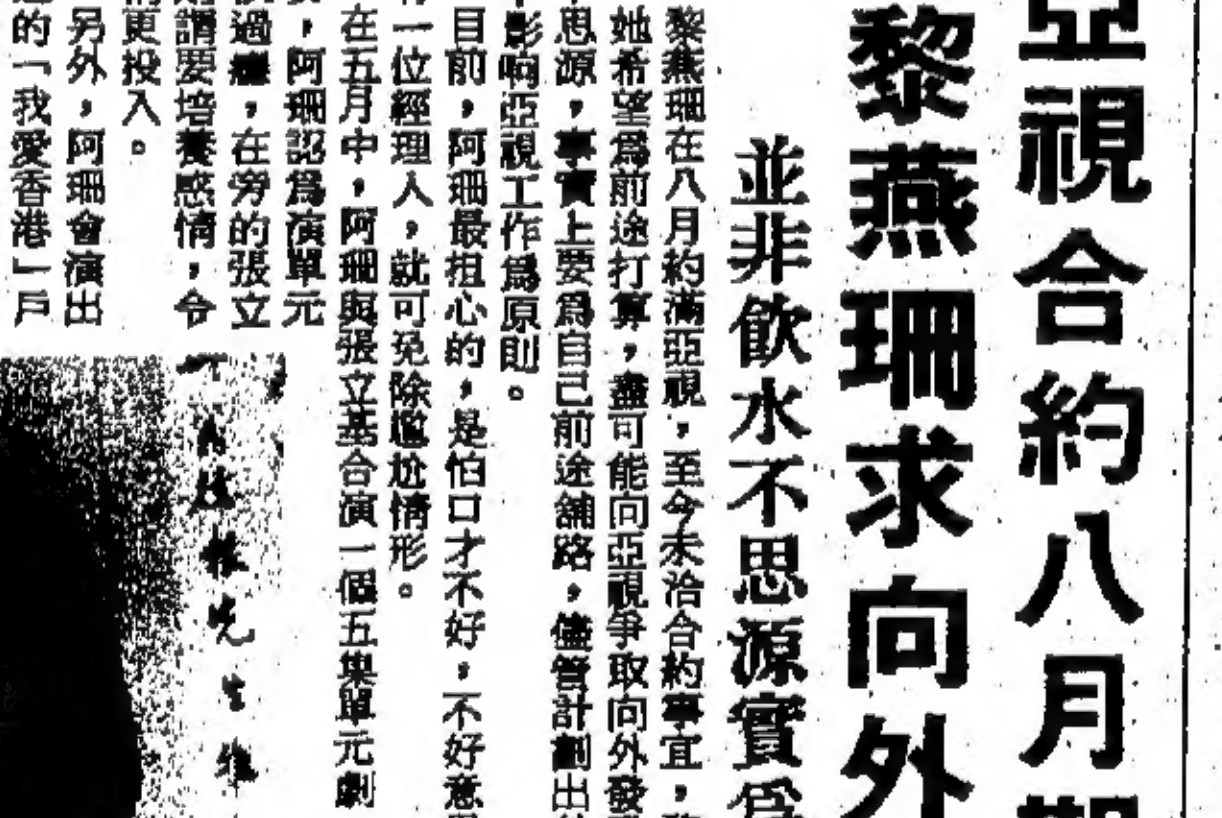 亞視合約八月期
黎燕珊求向外
並非飲水不思源實爲
黎燕珊在八月約滿亞視,至今未洽合約事宜,
她希望爲前途打算,盡可能向亞視爭取向外發
思源,事實上要爲自己前途舖路,儘管計劃出
影响亞視工作爲原則。
目前,阿珊最担心的,是怕口才不好,不好意
一位經理人,就可免除尷尬情形。
在五月中,阿珊與張立基合演一個五集單元劇
,阿珊認爲演單元
過癮,在旁的張立
謂要培養感情,令
更投入。
另外,阿珊會演出
的「我愛香港」戶
先生